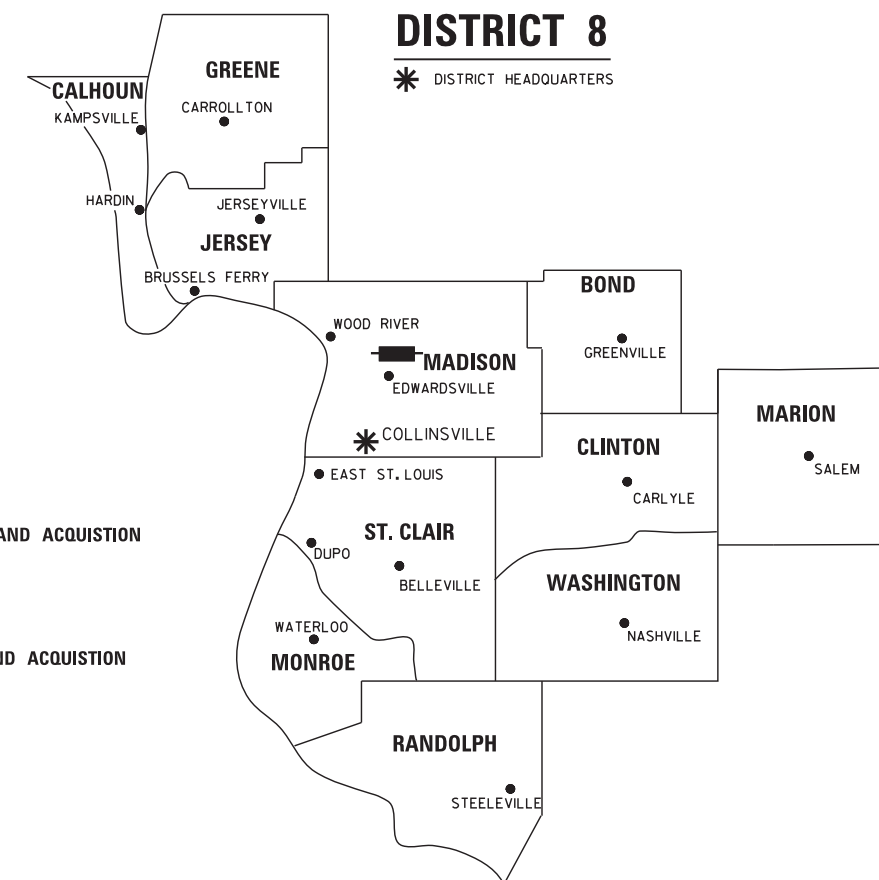 DISTRICT 8
DISTRICT HEADQUARTERS
GREENE
CALHOUN
CARROLLTON
KAMPSVILLE
HARDIN
JERSEYVILLE
JERSEY
BRUSSELS FERRY
BOND
WOOD RIVER
GREENVILLE
MADISON
EDWARDSVILLE
MARION
COLLINSVILLE
CLINTON
SALEM
EAST ST. LOUIS
CARLYLE
AND ACQUISTION
ST. CLAIR
DUPO
BELLEVILLE
WASHINGTON
WATERLOO
NASHVILLE
ND ACQUISTION
MONROE
RANDOLPH
STEELEVILLE